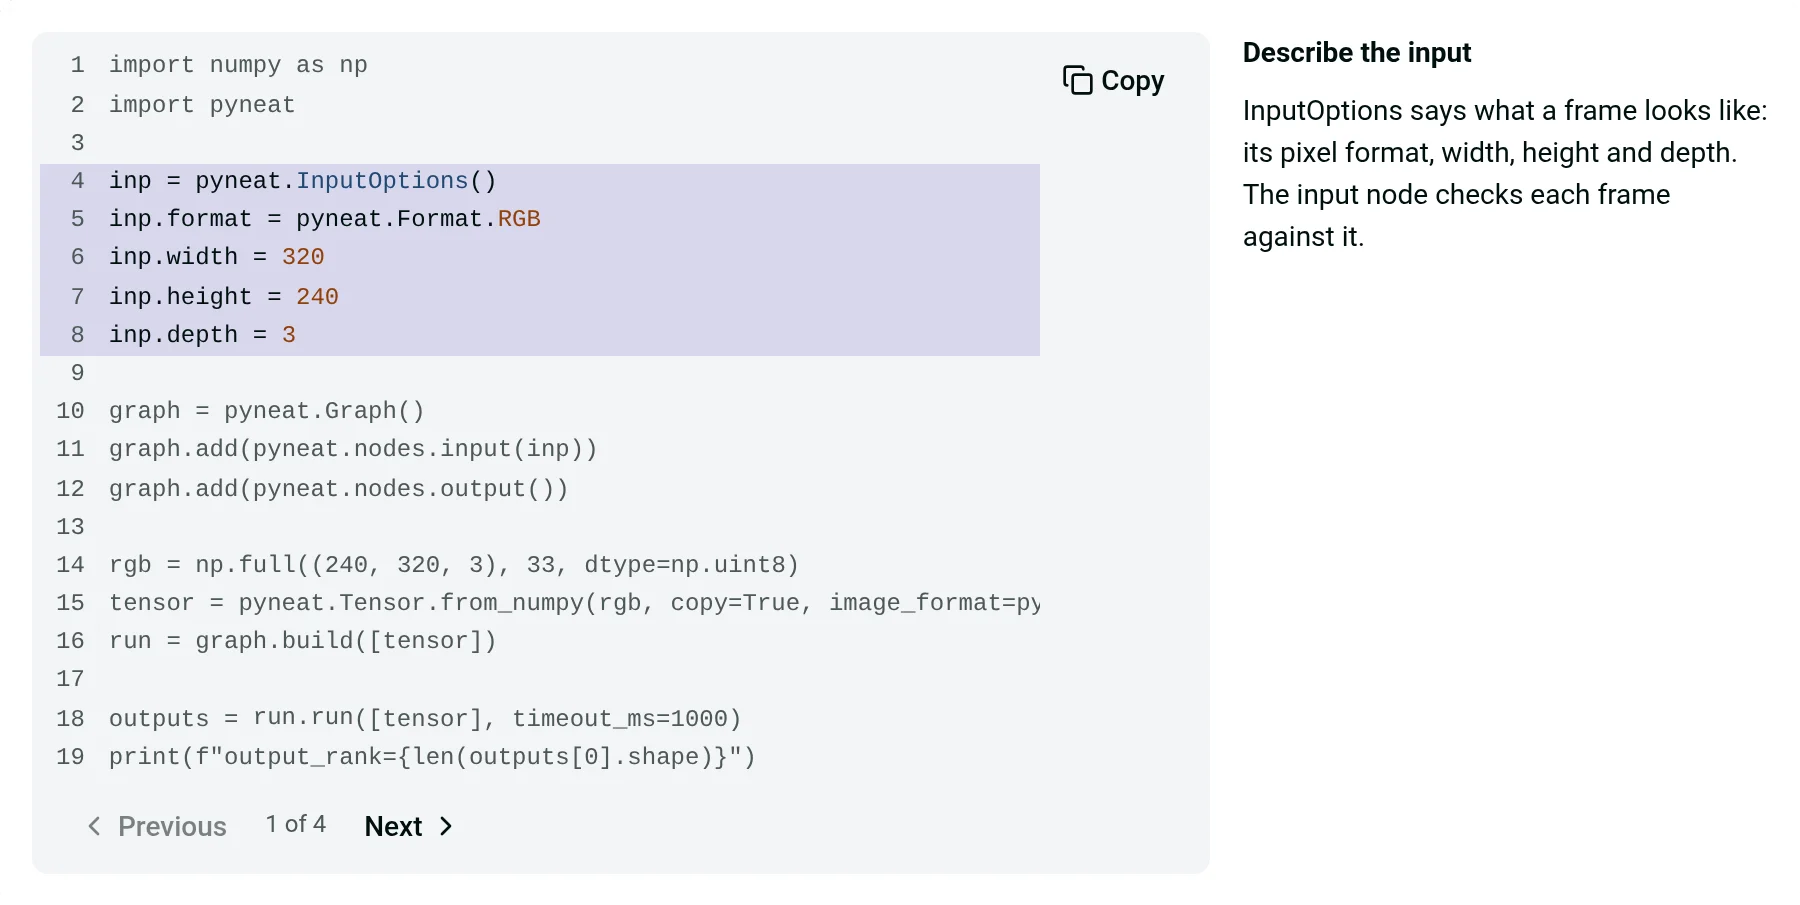 1 import numpy as np
2 import pyneat
3
4 inp = pyneat.InputOptions()
5 inp.format = pyneat.Format.RGB
6 inp.width = 320
7 inp.height = 240
8 inp.depth = 3
9
10 graph = pyneat.Graph()
11 graph.add(pyneat.nodes.input(inp))
12 graph.add(pyneat.nodes.output())
13
14 rgb = np.full((240, 320, 3), 33, dtype=np.uint8)
15 tensor = pyneat.Tensor.from_numpy(rgb, copy=True, image_format=py
16 run = graph.build([tensor])
17
18 outputs = run.run([tensor], timeout_ms=1000)
19 print(f"output_rank={len(outputs[0].shape)}")
Copy
Previous 1 of 4 Next
Describe the input
InputOptions says what a frame looks like:
its pixel format, width, height and depth.
The input node checks each frame
against it.